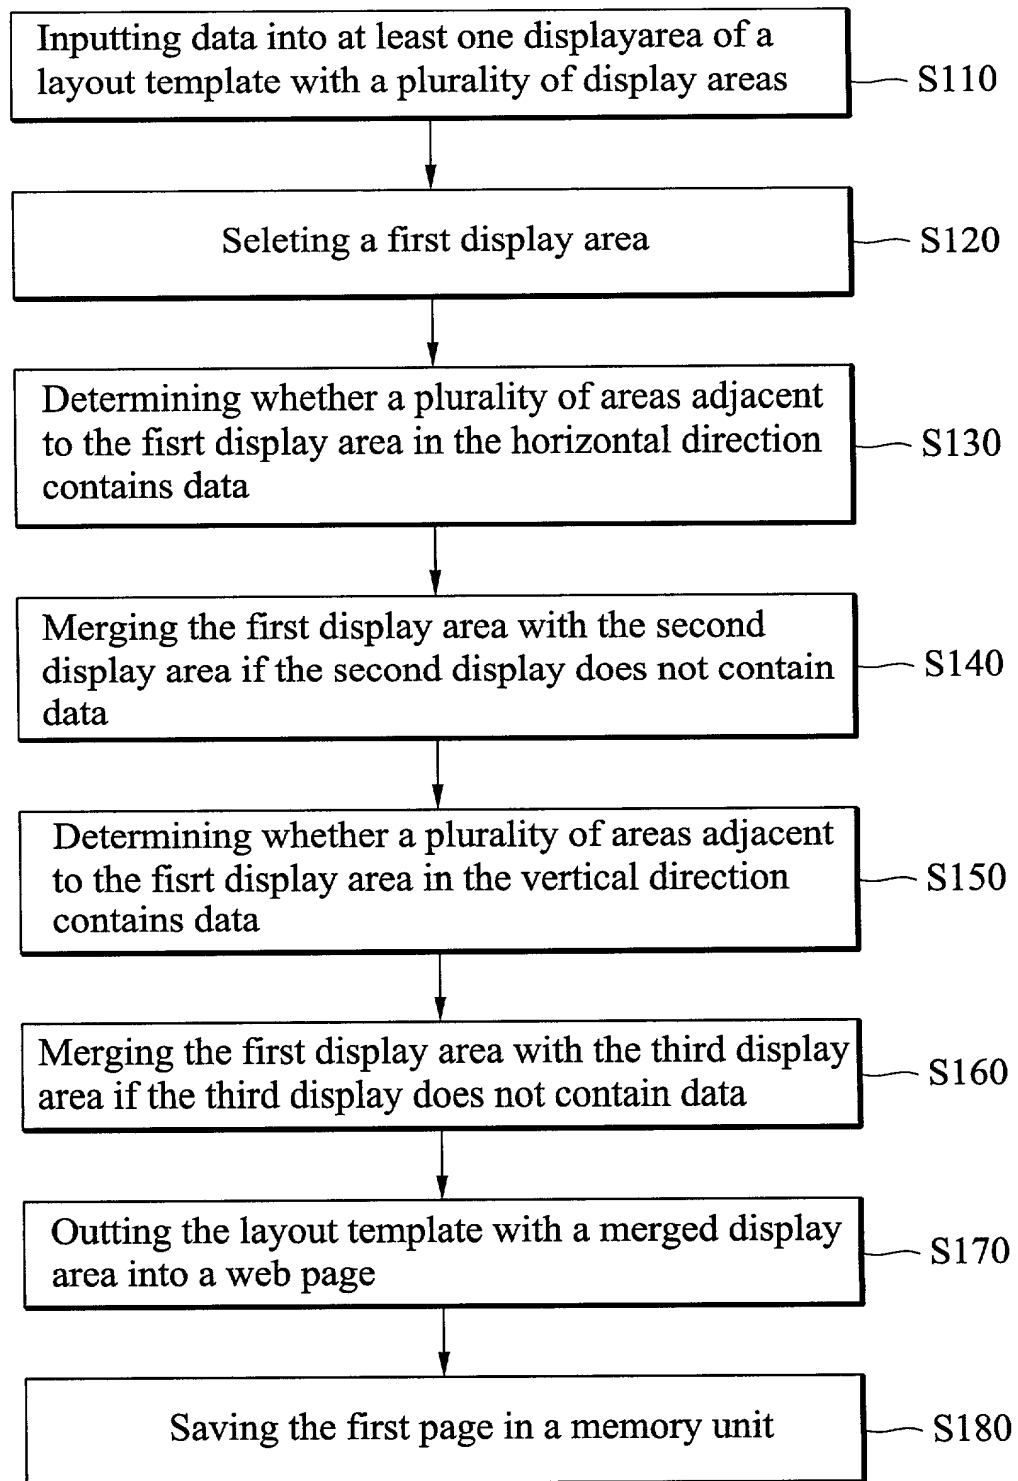 Inputting data into at least one displayarea of a
layout template with a plurality of display areas
S110
Seleting a first display area
S120
Determining whether a plurality of areas adjacent
to the fisrt display area in the horizontal direction
contains data
S130
Merging the first display area with the second
display area if the second display does not contain
data
S140
Determining whether a plurality of areas adjacent
to the fisrt display area in the vertical direction
contains data
S150
Merging the first display area with the third display
area if the third display does not contain data
S160
Outting the layout template with a merged display
area into a web page
S170
Saving the first page in a memory unit
S180